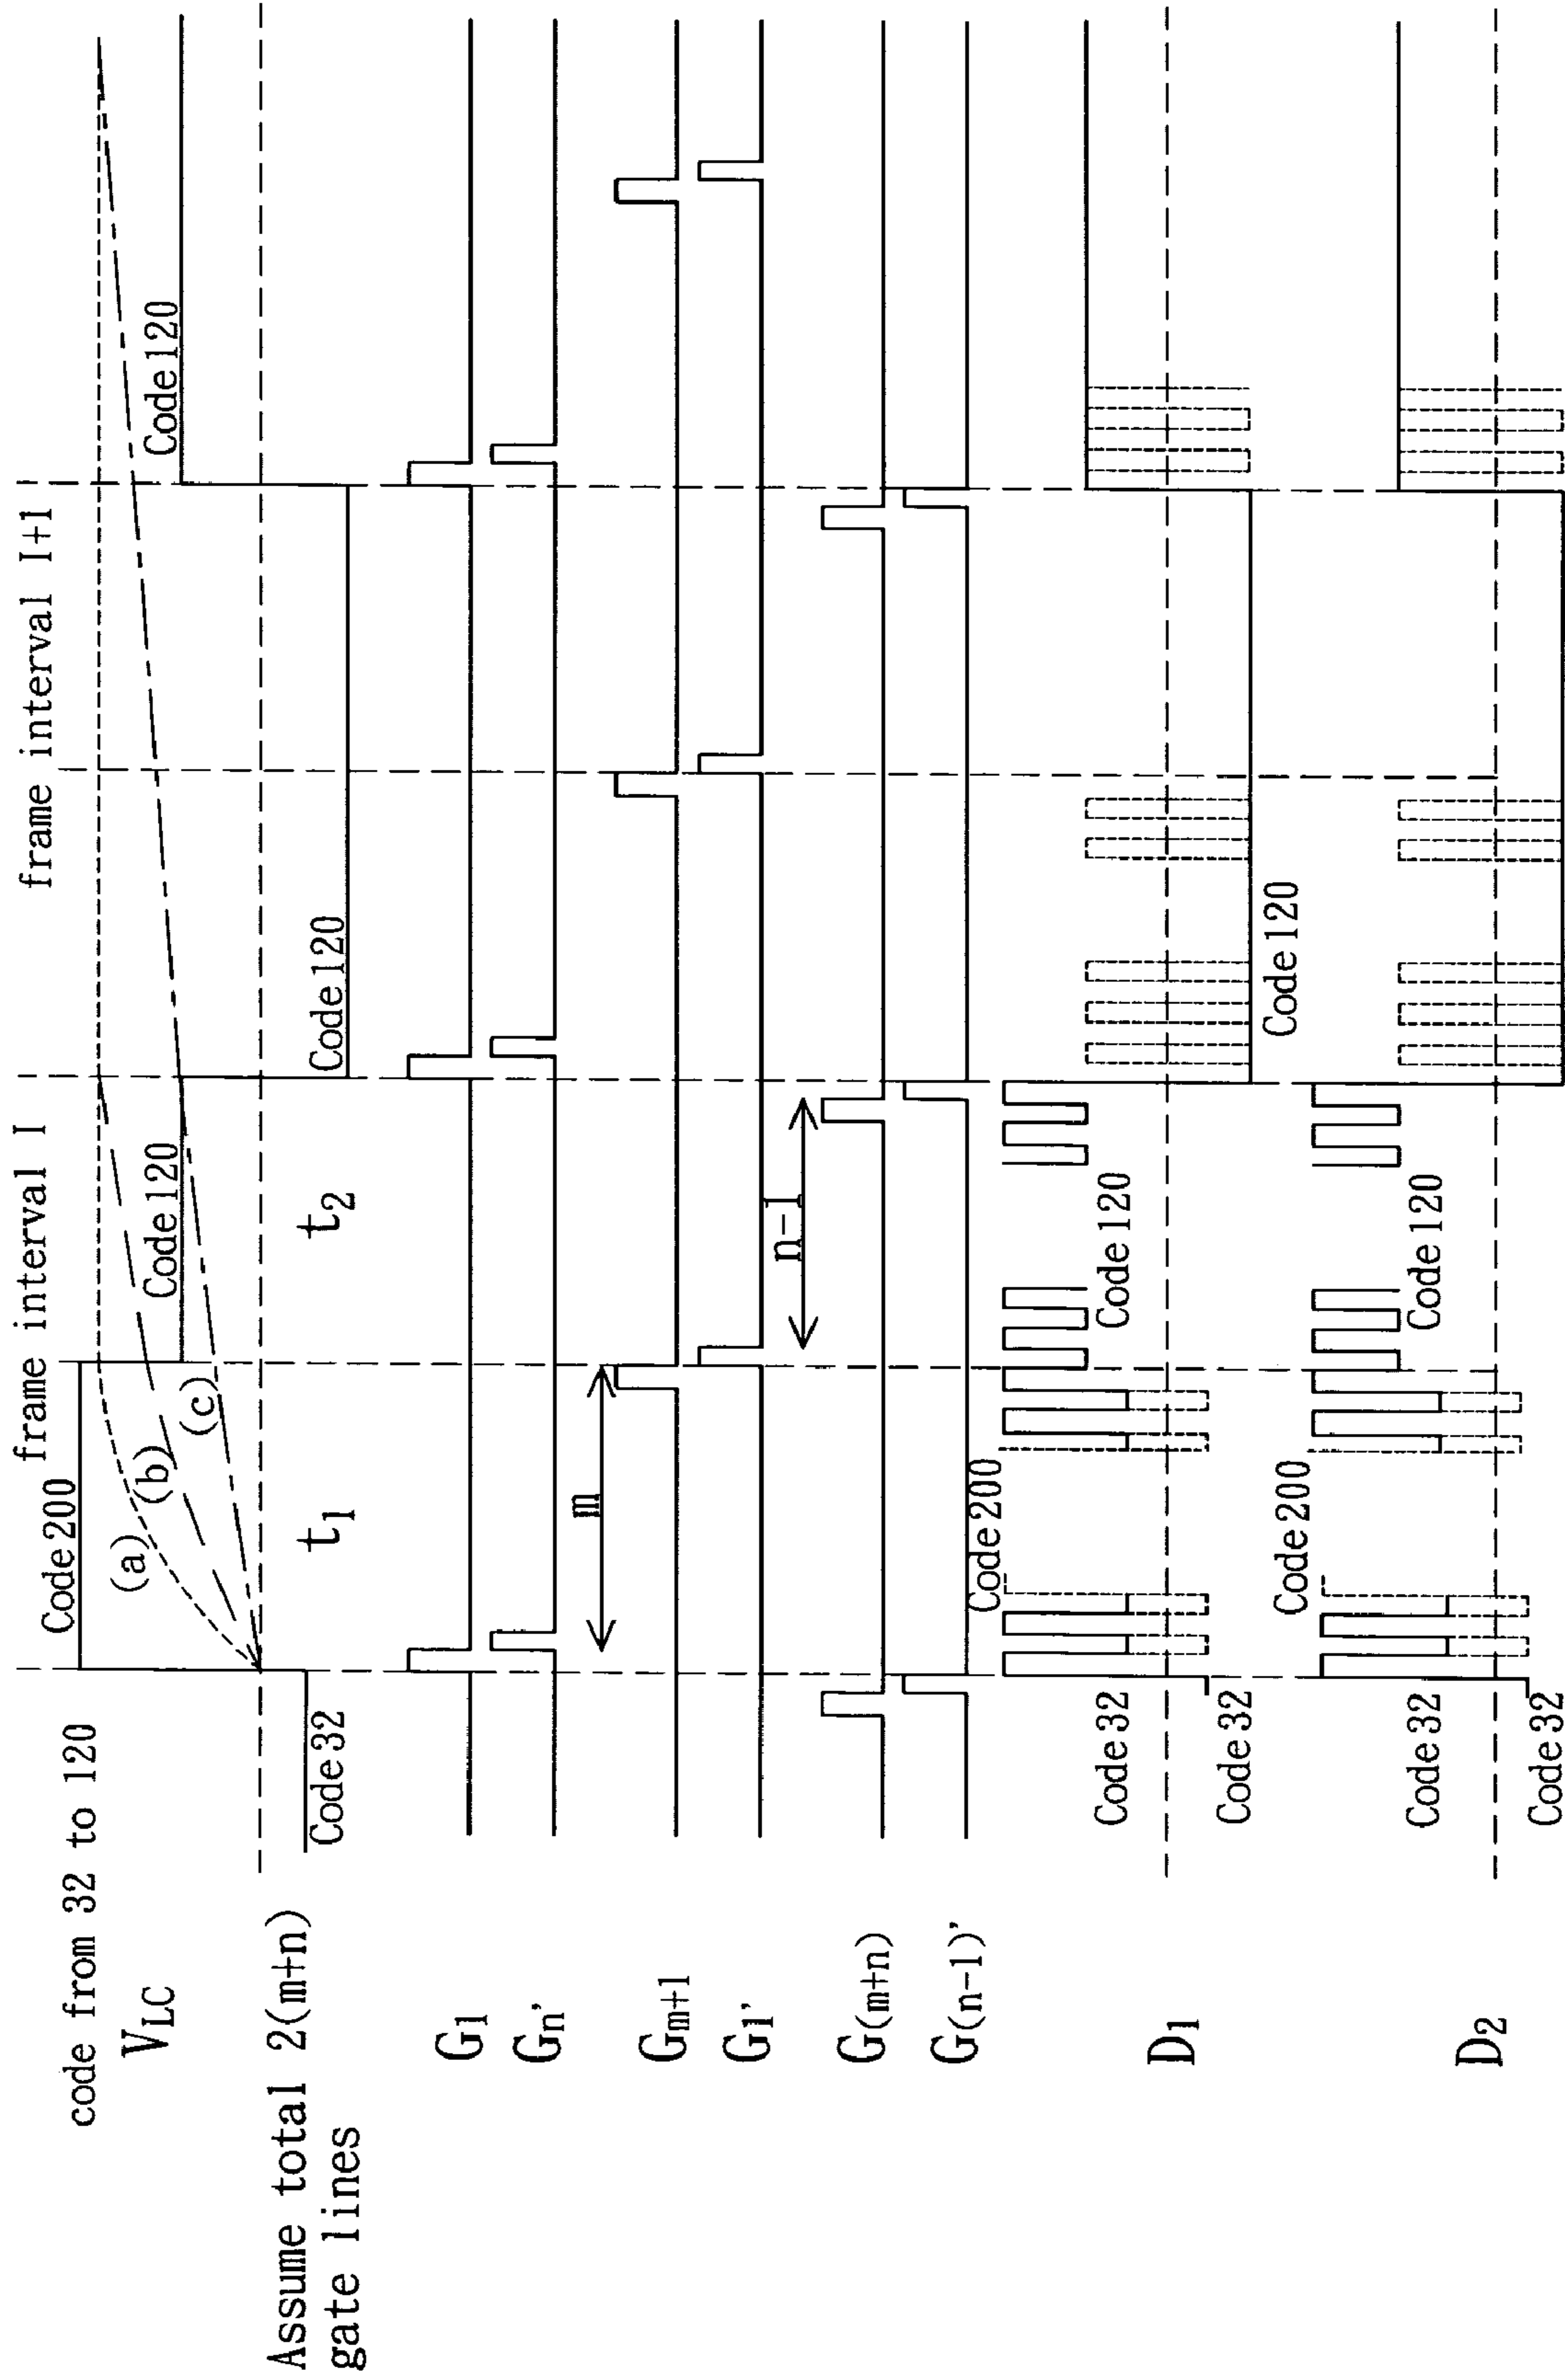 frame interval I
frame interval I+1
code from 32 to 120
Code 200
(a)
(b)
(c)
Code 120
Code 120
V_LC
Code 32
t₁
t₂
Code 120
Assume total 2(m+n)
gate lines
G₁
Gn'
m
G_m+1
G₁'
n-1
G(m+n)
G(n-1)'
Code 200
Code 32
Code 120
D₁
Code 32
Code 120
Code 200
Code 32
Code 120
D₂
Code 32